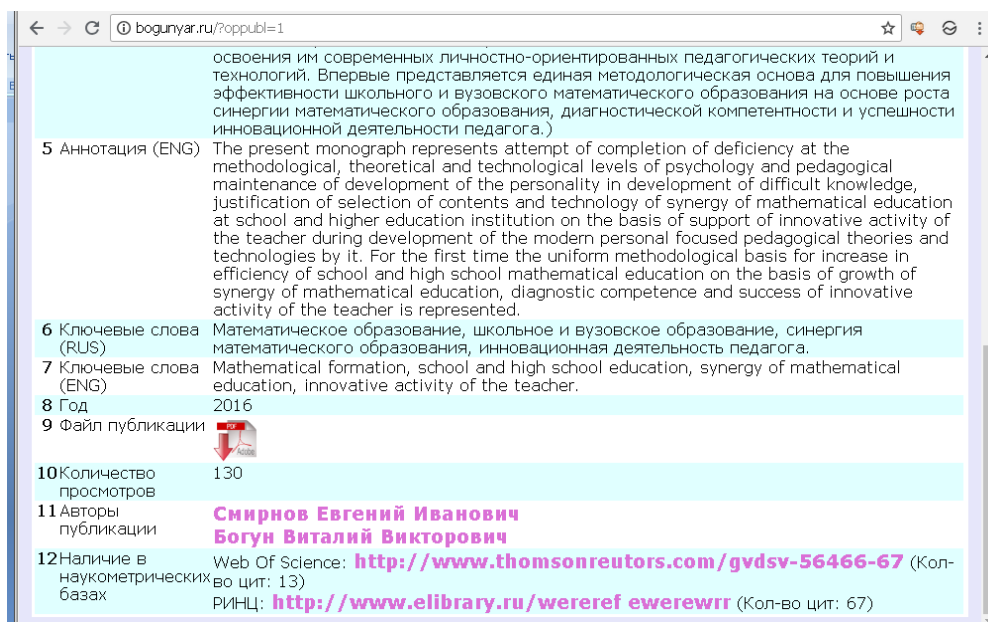 bogunyar.ru/?oppubl=1
освоения им современных личностно-ориентированных педагогических теорий и
технологий. Впервые представляется единая методологическая основа для повышения
эффективности школьного и вузовского математического образования на основе роста
синергии математического образования, диагностической компетентности и успешности
инновационной деятельности педагога.)
5 Аннотация (ENG) The present monograph represents attempt of completion of deficiency at the
methodological, theoretical and technological levels of psychology and pedagogical
maintenance of development of the personality in development of difficult knowledge,
justification of selection of contents and technology of synergy of mathematical education
at school and higher education institution on the basis of support of innovative activity of
the teacher during development of the modern personal focused pedagogical theories and
technologies by it. For the first time the uniform methodological basis for increase in
efficiency of school and high school mathematical education on the basis of growth of
synergy of mathematical education, diagnostic competence and success of innovative
activity of the teacher is represented.
6 Ключевые слова Математическое образование, школьное и вузовское образование, синергия
(RUS) математического образования, инновационная деятельность педагога.
7 Ключевые слова Mathematical formation, school and high school education, synergy of mathematical
(ENG) education, innovative activity of the teacher.
8 Год 2016
9 Файл публикации PDF Adobe
10 Количество 130
просмотров
11 Авторы Смирнов Евгений Иванович
публикации Богун Виталий Викторович
12 Наличие в Web Of Science: http://www.thomsonreutors.com/gvdsv-56466-67 (Кол-
наукометрических во цит: 13)
базах РИНЦ: http://www.elibrary.ru/wereref ewerewrr (Кол-во цит: 67)